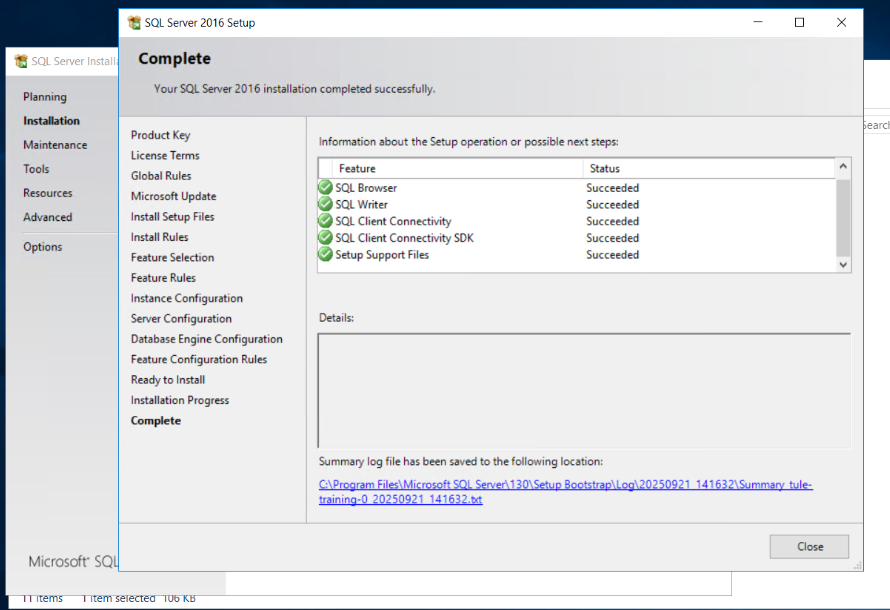 SQL Server 2016 Setup
Complete
Your SQL Server 2016 installation completed successfully.
SQL Server Installa
Planning
Installation
Maintenance
Tools
Resources
Advanced
Options
Microsoft SQL
Product Key
License Terms
Global Rules
Microsoft Update
Install Setup Files
Install Rules
Feature Selection
Feature Rules
Instance Configuration
Server Configuration
Database Engine Configuration
Feature Configuration Rules
Ready to Install
Installation Progress
Complete
Information about the Setup operation or possible next steps:
Feature Status
SQL Browser Succeeded
SQL Writer Succeeded
SQL Client Connectivity Succeeded
SQL Client Connectivity SDK Succeeded
Setup Support Files Succeeded
Details:
Summary log file has been saved to the following location:
C:\Program Files\Microsoft SQL Server\130\Setup Bootstrap\Log\20250921_141632\Summary_tule-
training-0_20250921_141632.txt
Close
Search
11 items 1 item selected 106 KB